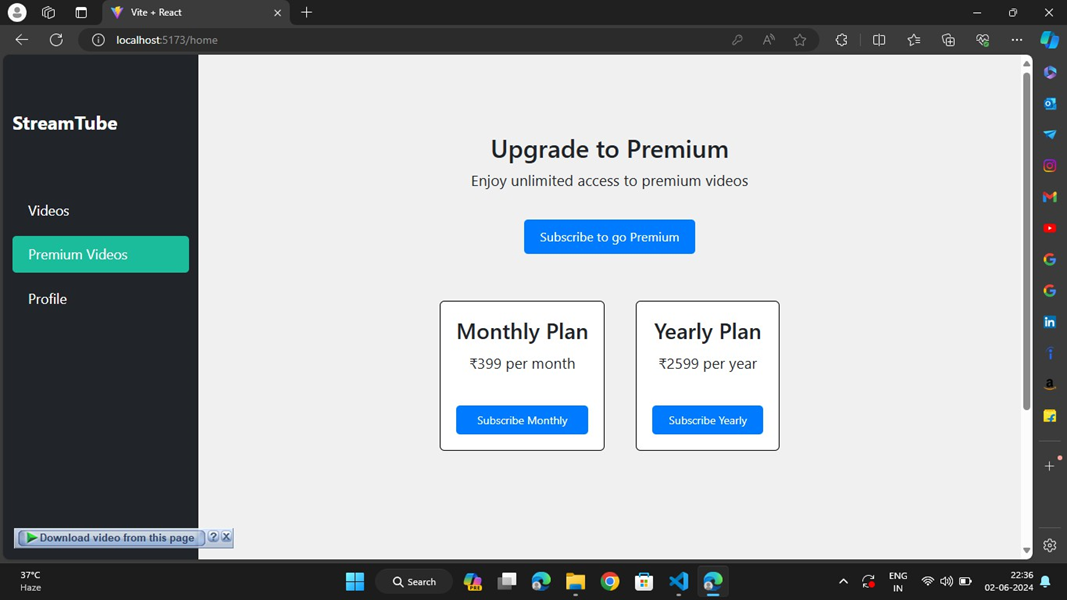 Vite + React
localhost:5173/home
StreamTube
Videos
Premium Videos
Profile
Upgrade to Premium
Enjoy unlimited access to premium videos
Subscribe to go Premium
Monthly Plan
₹399 per month
Subscribe Monthly
Yearly Plan
₹2599 per year
Subscribe Yearly
Download video from this page
? X
37°C
Haze
Search
PRE
ENG
IN
22:36
02-06-2024